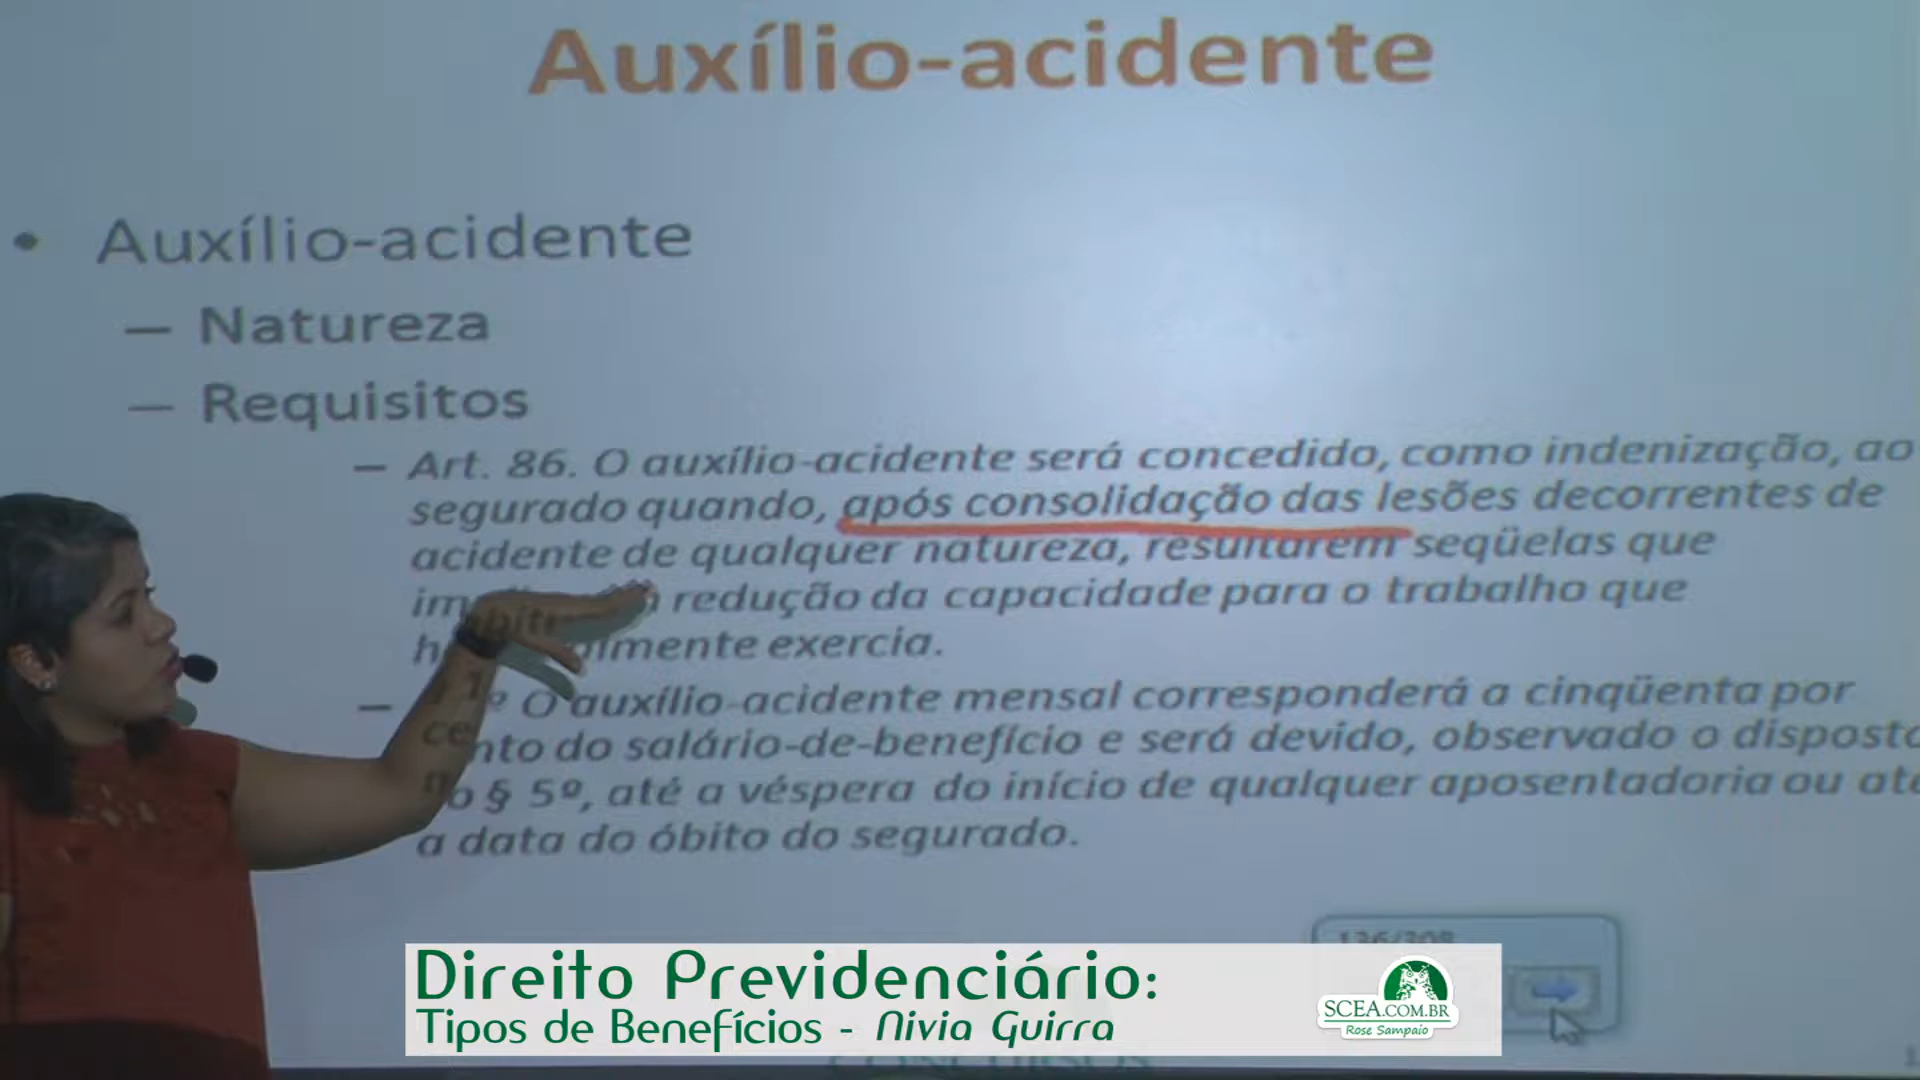 Auxílio-acidente
• Auxílio-acidente
— Natureza
— Requisitos
— Art. 86. O auxílio-acidente será concedido, como indenização, ao
segurado quando, após consolidação das lesões decorrentes de
acidente de qualquer natureza, resultarem seqüelas que
redução da capacidade para o trabalho que
exercia.
— O auxílio-acidente mensal corresponderá a cinqüenta por
cento do salário-de-benefício e será devido, observado o disposto
no § 5º, até a véspera do início de qualquer aposentadoria ou até
a data do óbito do segurado.
136/308
Direito Previdenciário:
Tipos de Benefícios - Nivia Guirra
SCEA.COM.BR
Rose Sampaio